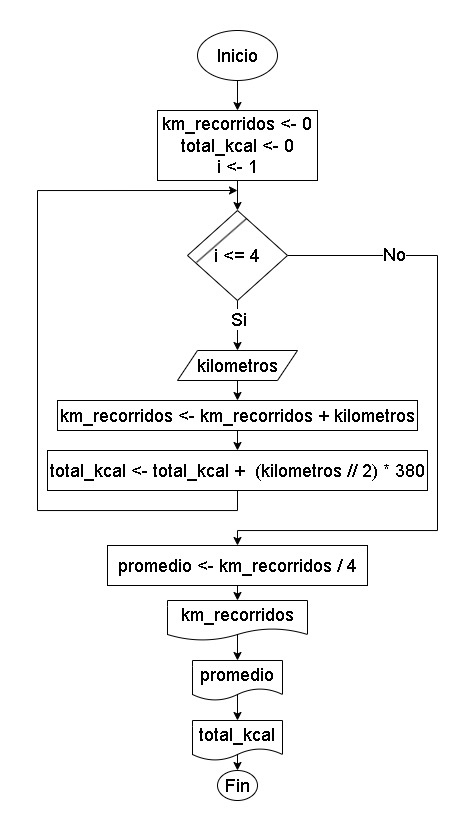 Inicio
km_recorridos <- 0
total_kcal <- 0
i <- 1
i <= 4
No
Si
kilometros
km_recorridos <- km_recorridos + kilometros
total_kcal <- total_kcal +  (kilometros // 2) * 380
promedio <- km_recorridos / 4
km_recorridos
promedio
total_kcal
Fin